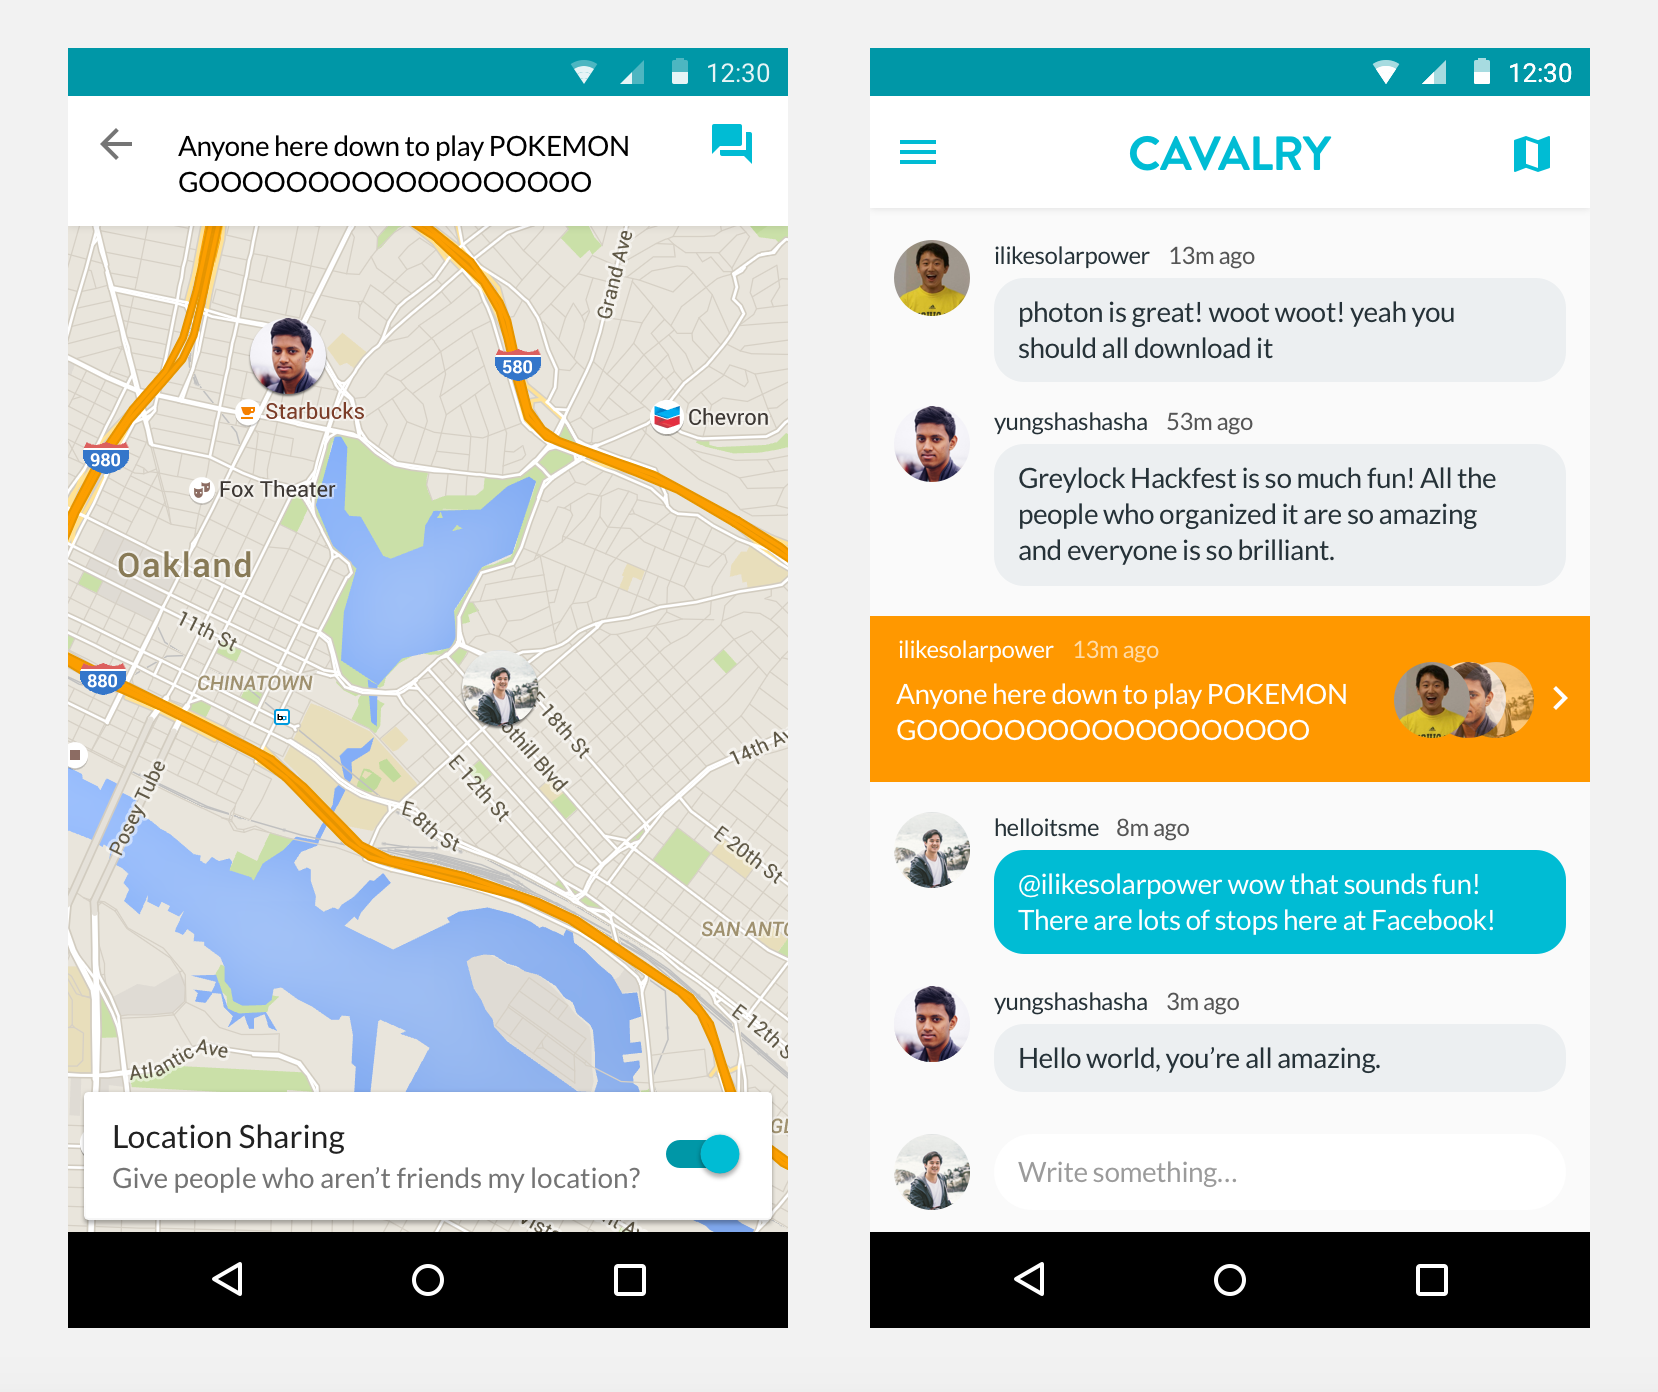 12:30
Anyone here down to play POKEMON
GOOOOOOOOOOOOOOOOOO
Grand Ave
580
Starbucks
Chevron
980
Fox Theater
Oakland
11th St
880
CHINATOWN
E 18th St
othill Blvd
14th Av
E 12th St
Posey Tube
E 8th St
E 20th St
SAN ANTO
E 12th S
Atlantic Ave
Location Sharing
Give people who aren’t friends my location?
12:30
CAVALRY
ilikesolarpower 13m ago
photon is great! woot woot! yeah you
should all download it
yungshashasha 53m ago
Greylock Hackfest is so much fun! All the
people who organized it are so amazing
and everyone is so brilliant.
ilikesolarpower 13m ago
Anyone here down to play POKEMON
GOOOOOOOOOOOOOOOOOO
helloitsme 8m ago
@ilikesolarpower wow that sounds fun!
There are lots of stops here at Facebook!
yungshashasha 3m ago
Hello world, you’re all amazing.
Write something...